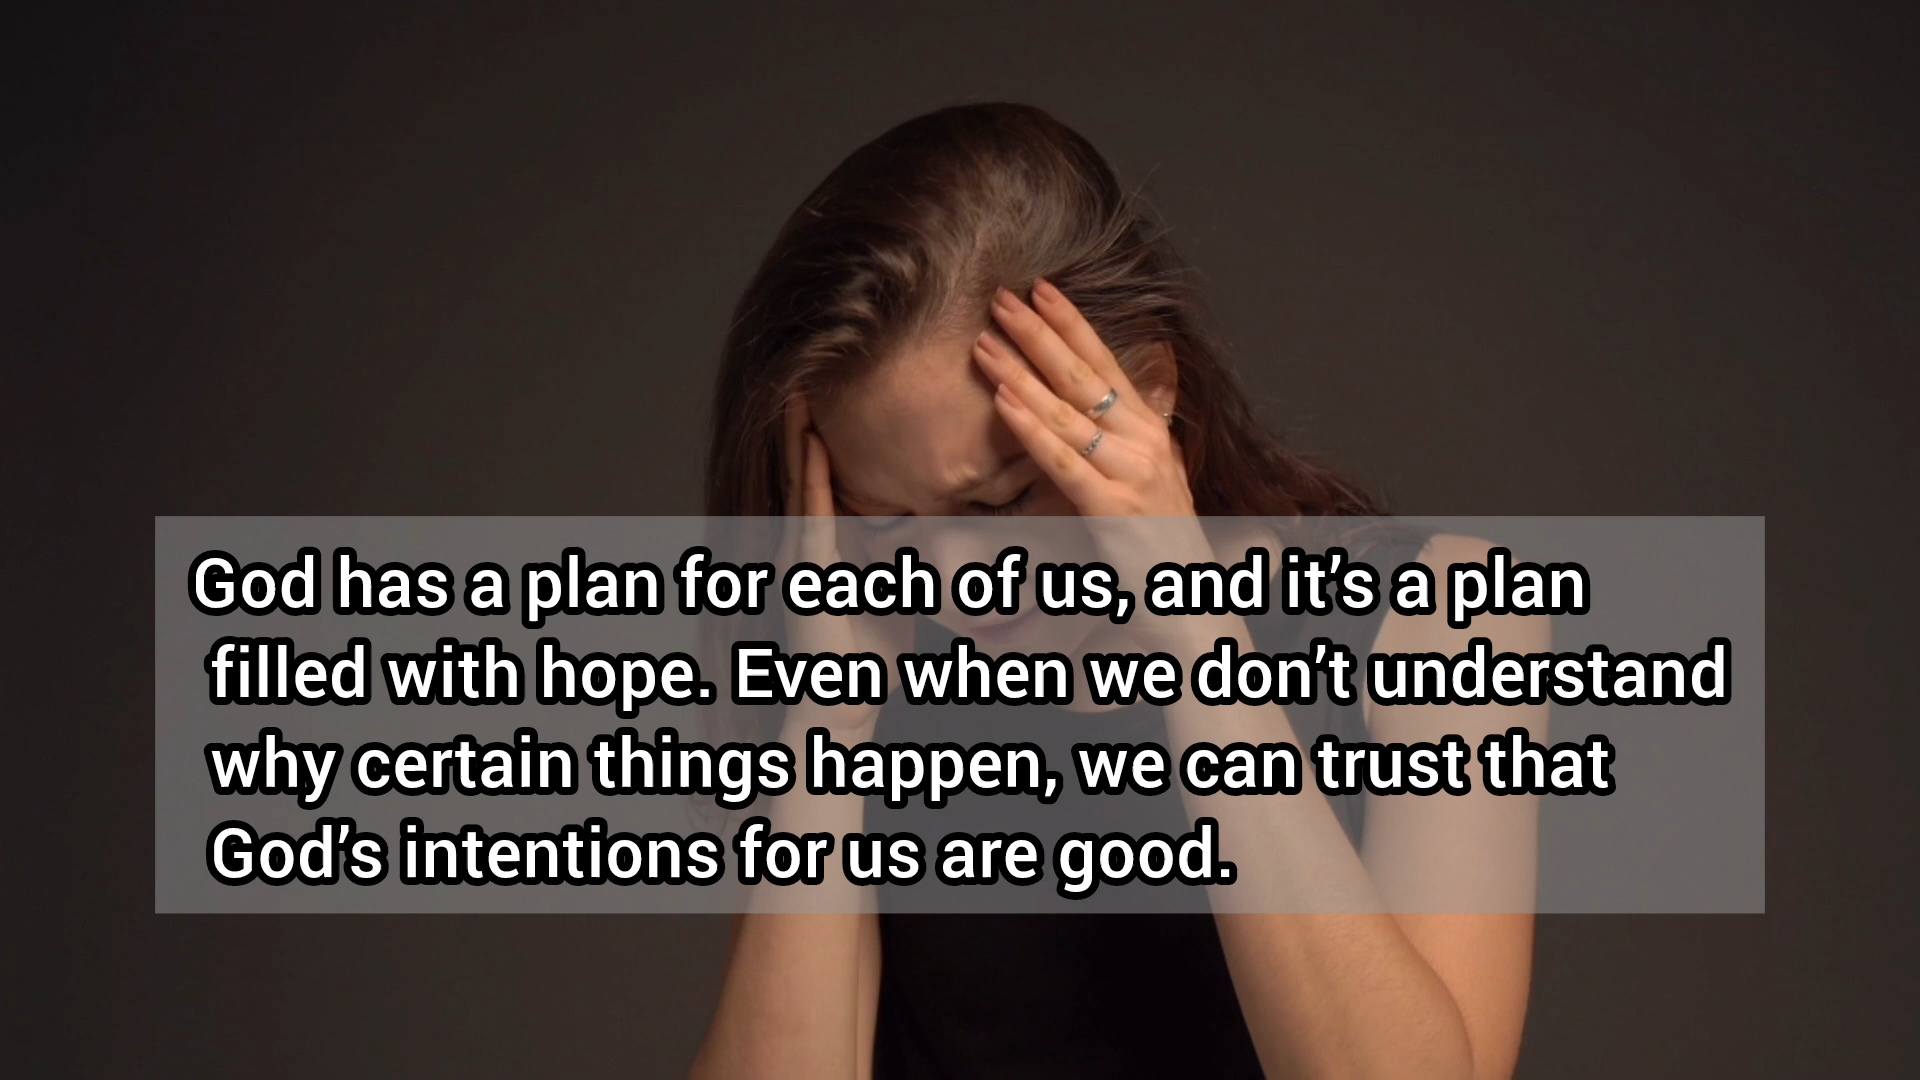 God has a plan for each of us, and it’s a plan
filled with hope. Even when we don’t understand
why certain things happen, we can trust that
God’s intentions for us are good.